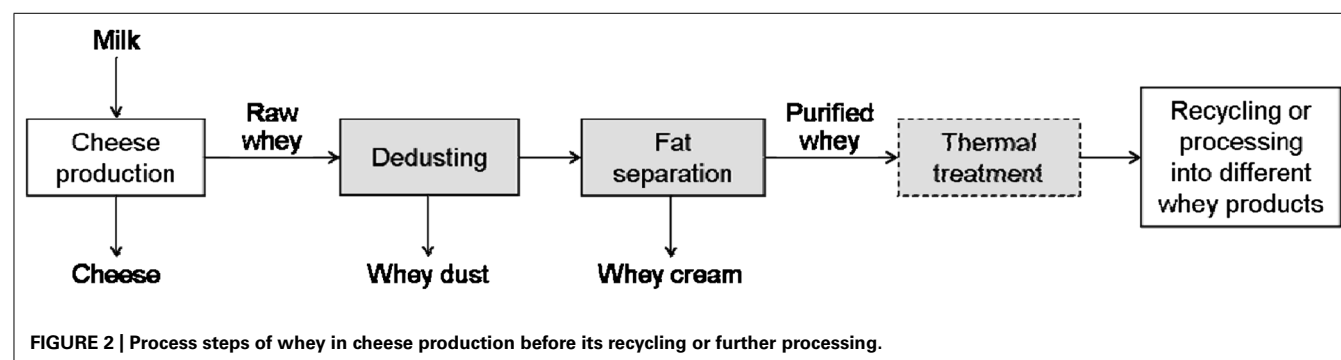 Milk
Cheese
production
Raw
whey
Dedusting
Fat
separation
Purified
whey
Thermal
treatment
Recycling or
processing
into different
whey products
Cheese
Whey dust
Whey cream
FIGURE 2 | Process steps of whey in cheese production before its recycling or further processing.